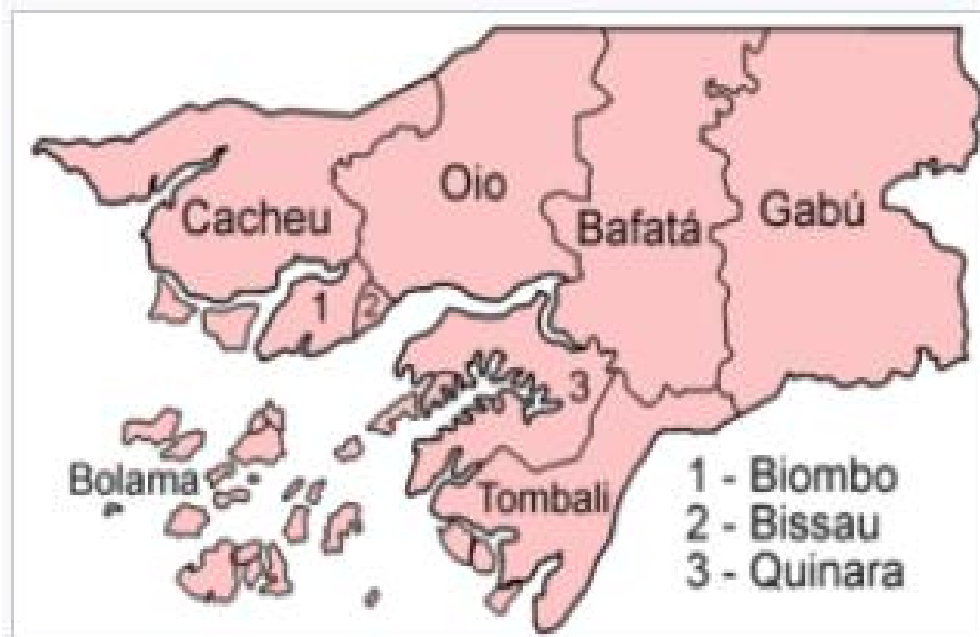 Oio
Cacheu
Bafatá
Gabú
1
2
3
Bolama
Tombali
1 - Biombo
2 - Bissau
3 - Quinara